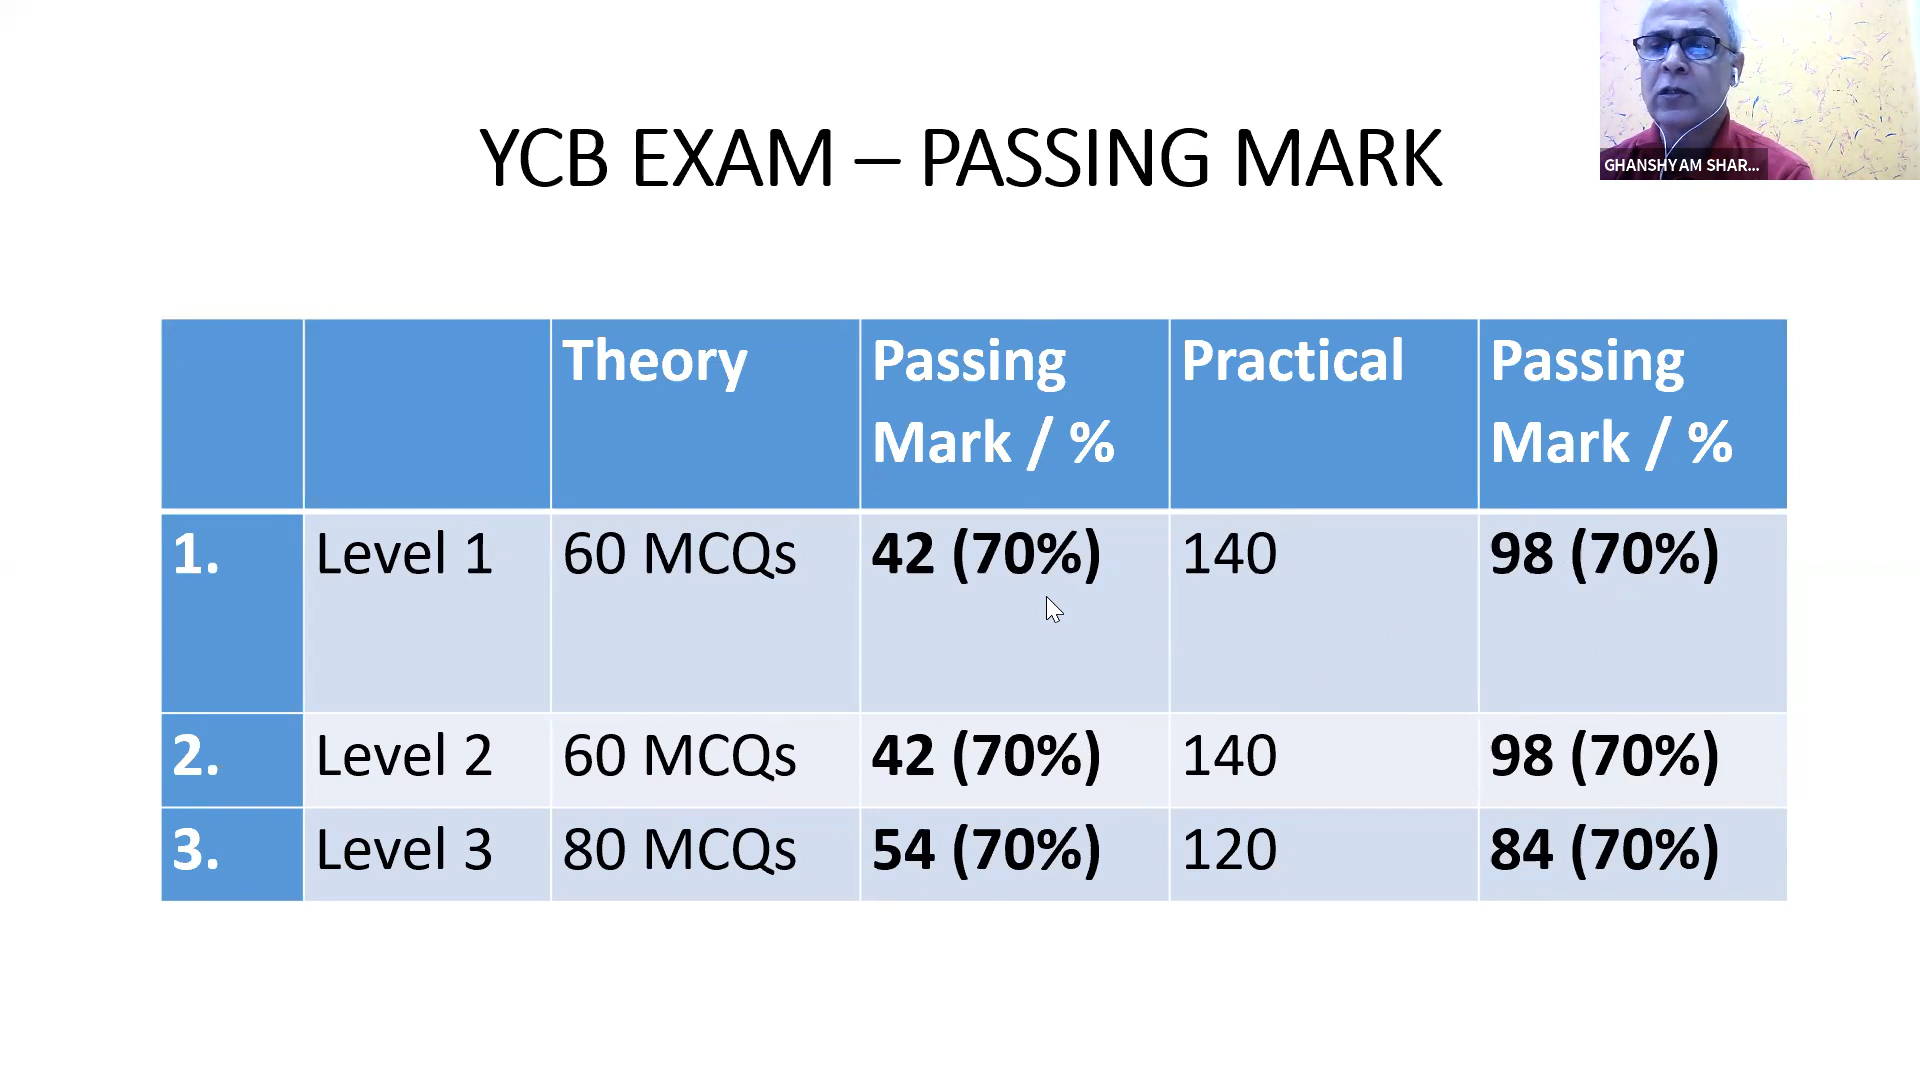 YCB EXAM – PASSING MARK
GHANSHYAM SHAR...
Theory Passing Mark / % Practical Passing Mark / %
1. Level 1 60 MCQs 42 (70%) 140 98 (70%)
2. Level 2 60 MCQs 42 (70%) 140 98 (70%)
3. Level 3 80 MCQs 54 (70%) 120 84 (70%)